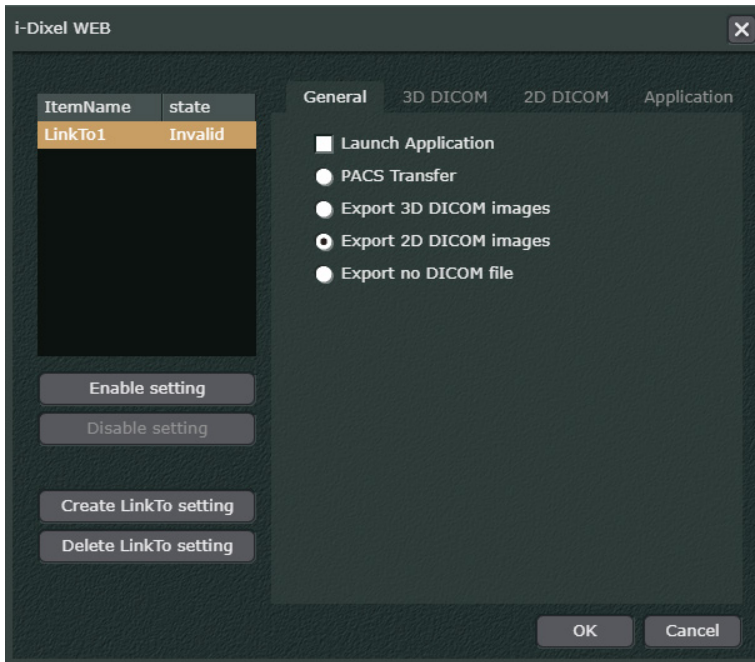 i-Dixel WEB
ItemName state
LinkTo1 Invalid
Enable setting
Disable setting
Create LinkTo setting
Delete LinkTo setting
General 3D DICOM 2D DICOM Application
Launch Application
PACS Transfer
Export 3D DICOM images
Export 2D DICOM images
Export no DICOM file
OK Cancel